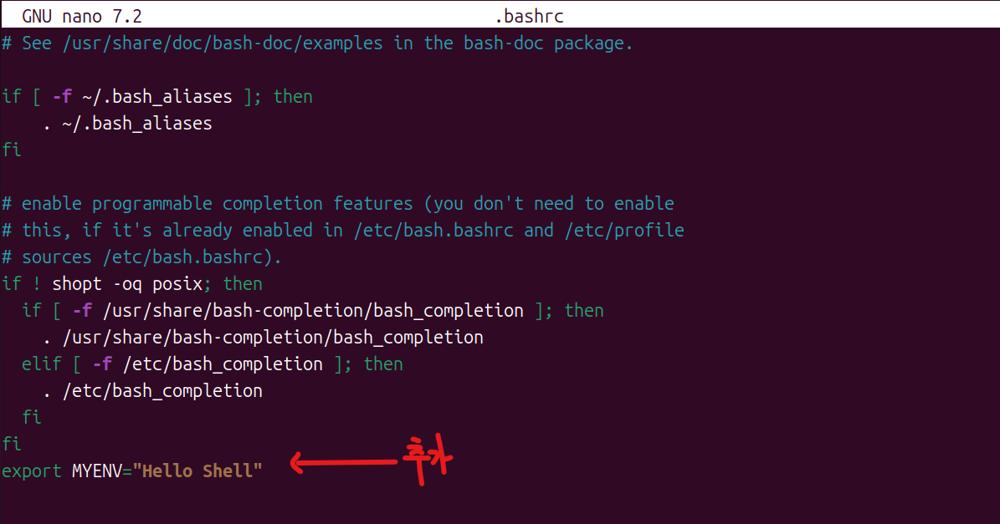 GNU nano 7.2 .bashrc
# See /usr/share/doc/bash-doc/examples in the bash-doc package.
if [ -f ~/.bash_aliases ]; then
    . ~/.bash_aliases
fi
# enable programmable completion features (you don't need to enable
# this, if it's already enabled in /etc/bash.bashrc and /etc/profile
# sources /etc/bash.bashrc).
if ! shopt -oq posix; then
  if [ -f /usr/share/bash-completion/bash_completion ]; then
    . /usr/share/bash-completion/bash_completion
  elif [ -f /etc/bash_completion ]; then
    . /etc/bash_completion
  fi
fi
export MYENV="Hello Shell" 추가